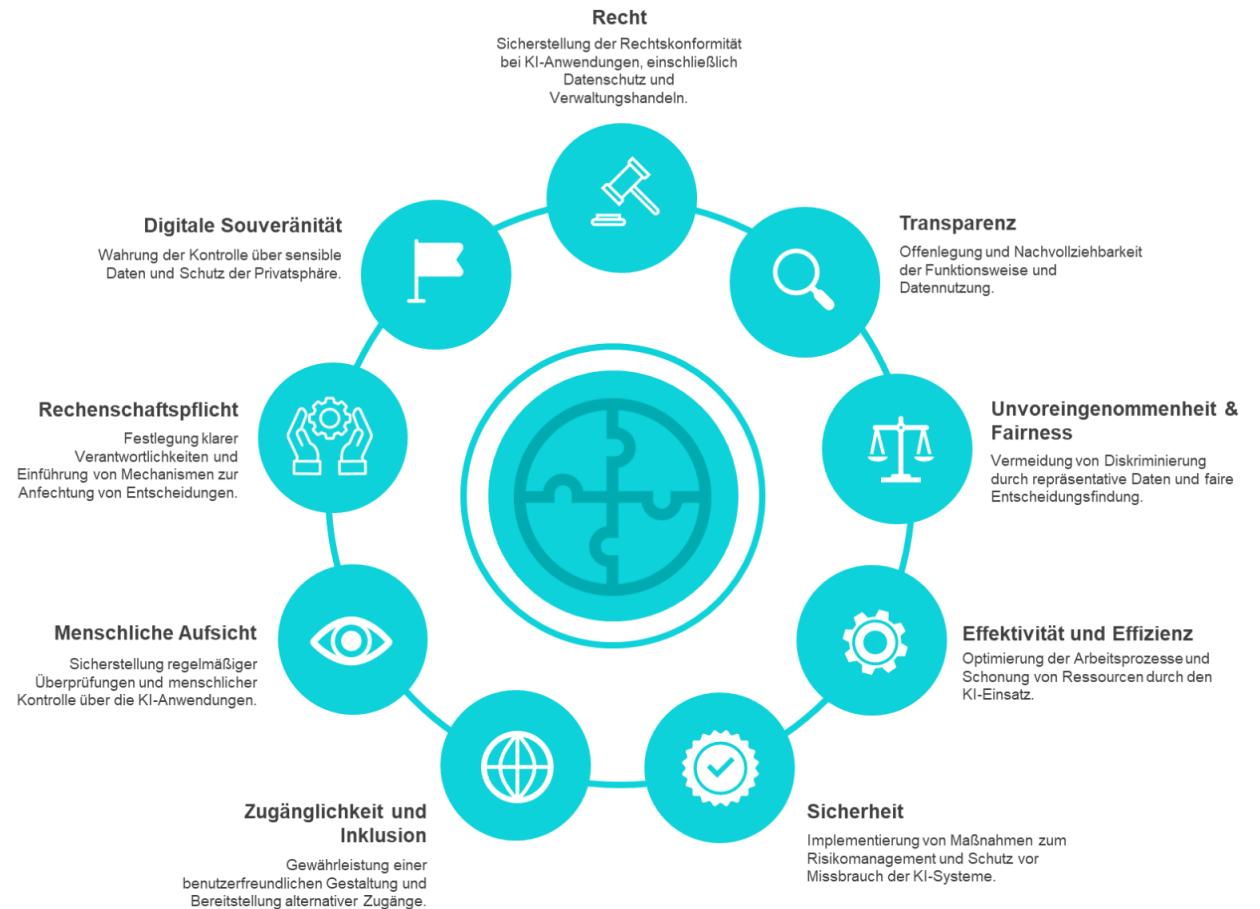 Recht
Sicherstellung der Rechtskonformität
bei KI-Anwendungen, einschließlich
Datenschutz und
Verwaltungshandeln.
Transparenz
Offenlegung und Nachvollziehbarkeit
der Funktionsweise und
Datennutzung.
Unvoreingenommenheit &
Fairness
Vermeidung von Diskriminierung
durch repräsentative Daten und faire
Entscheidungsfindung.
Effektivität und Effizienz
Optimierung der Arbeitsprozesse und
Schonung von Ressourcen durch den
KI-Einsatz.
Sicherheit
Implementierung von Maßnahmen zum
Risikomanagement und Schutz vor
Missbrauch der KI-Systeme.
Zugänglichkeit und
Inklusion
Gewährleistung einer
benutzerfreundlichen Gestaltung und
Bereitstellung alternativer Zugänge.
Menschliche Aufsicht
Sicherstellung regelmäßiger
Überprüfungen und menschlicher
Kontrolle über die KI-Anwendungen.
Rechenschaftspflicht
Festlegung klarer
Verantwortlichkeiten und
Einführung von Mechanismen zur
Anfechtung von Entscheidungen.
Digitale Souveränität
Wahrung der Kontrolle über sensible
Daten und Schutz der Privatsphäre.